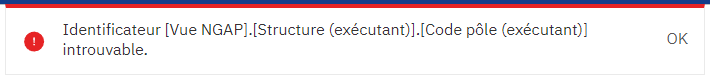 Identificateur [Vue NGAP].[Structure (exécutant)].[Code pôle (exécutant)]
introuvable.
OK